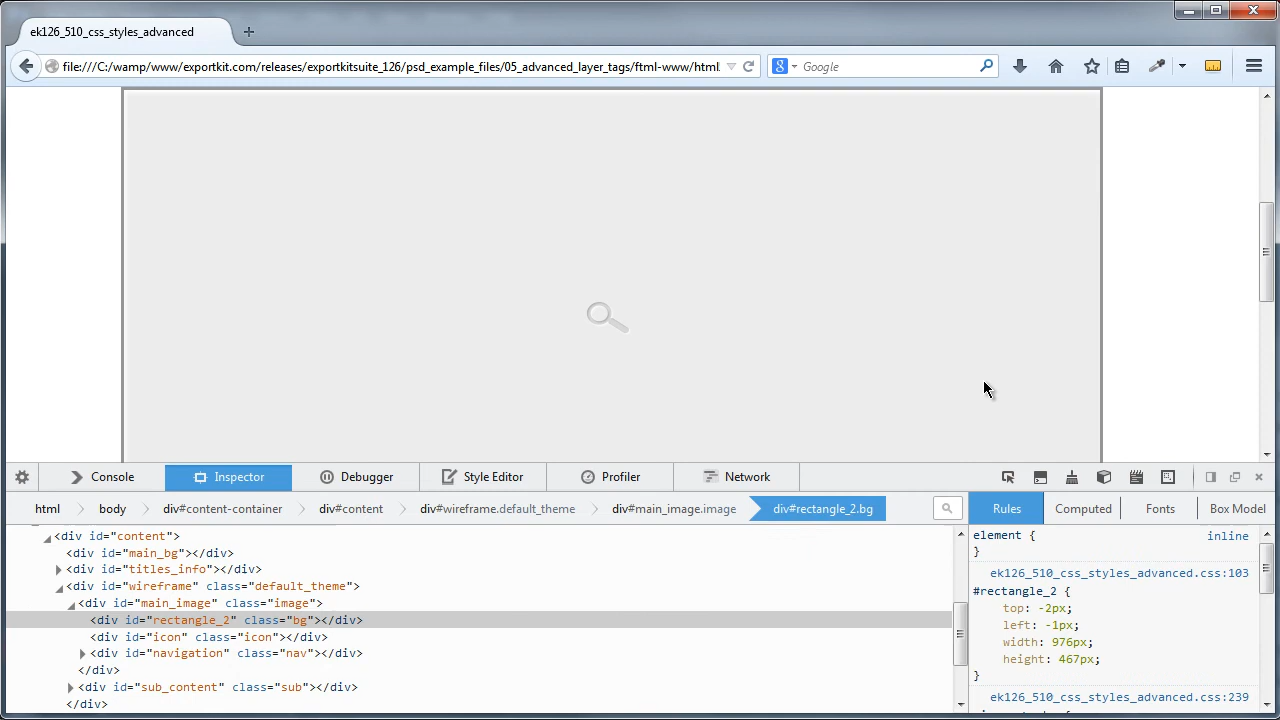 ek126_510_css_styles_advanced
file:///C:/wamp/www/exportkit.com/releases/exportkitsuite_126/psd_example_files/05_advanced_layer_tags/ftml-www/html
Google
Console
Inspector
Debugger
Style Editor
Profiler
Network
html
body
div#content-container
div#content
div#wireframe.default_theme
div#main_image.image
div#rectangle_2.bg
Rules
Computed
Fonts
Box Model
<div id="content">
<div id="main_bg"></div>
<div id="titles_info"></div>
<div id="wireframe" class="default_theme">
<div id="main_image" class="image">
<div id="rectangle_2" class="bg"></div>
<div id="icon" class="icon"></div>
<div id="navigation" class="nav"></div>
</div>
<div id="sub_content" class="sub"></div>
</div>
element {
inline
}
ek126_510_css_styles_advanced.css:103
#rectangle_2 {
top: -2px;
left: -1px;
width: 976px;
height: 467px;
}
ek126_510_css_styles_advanced.css:239